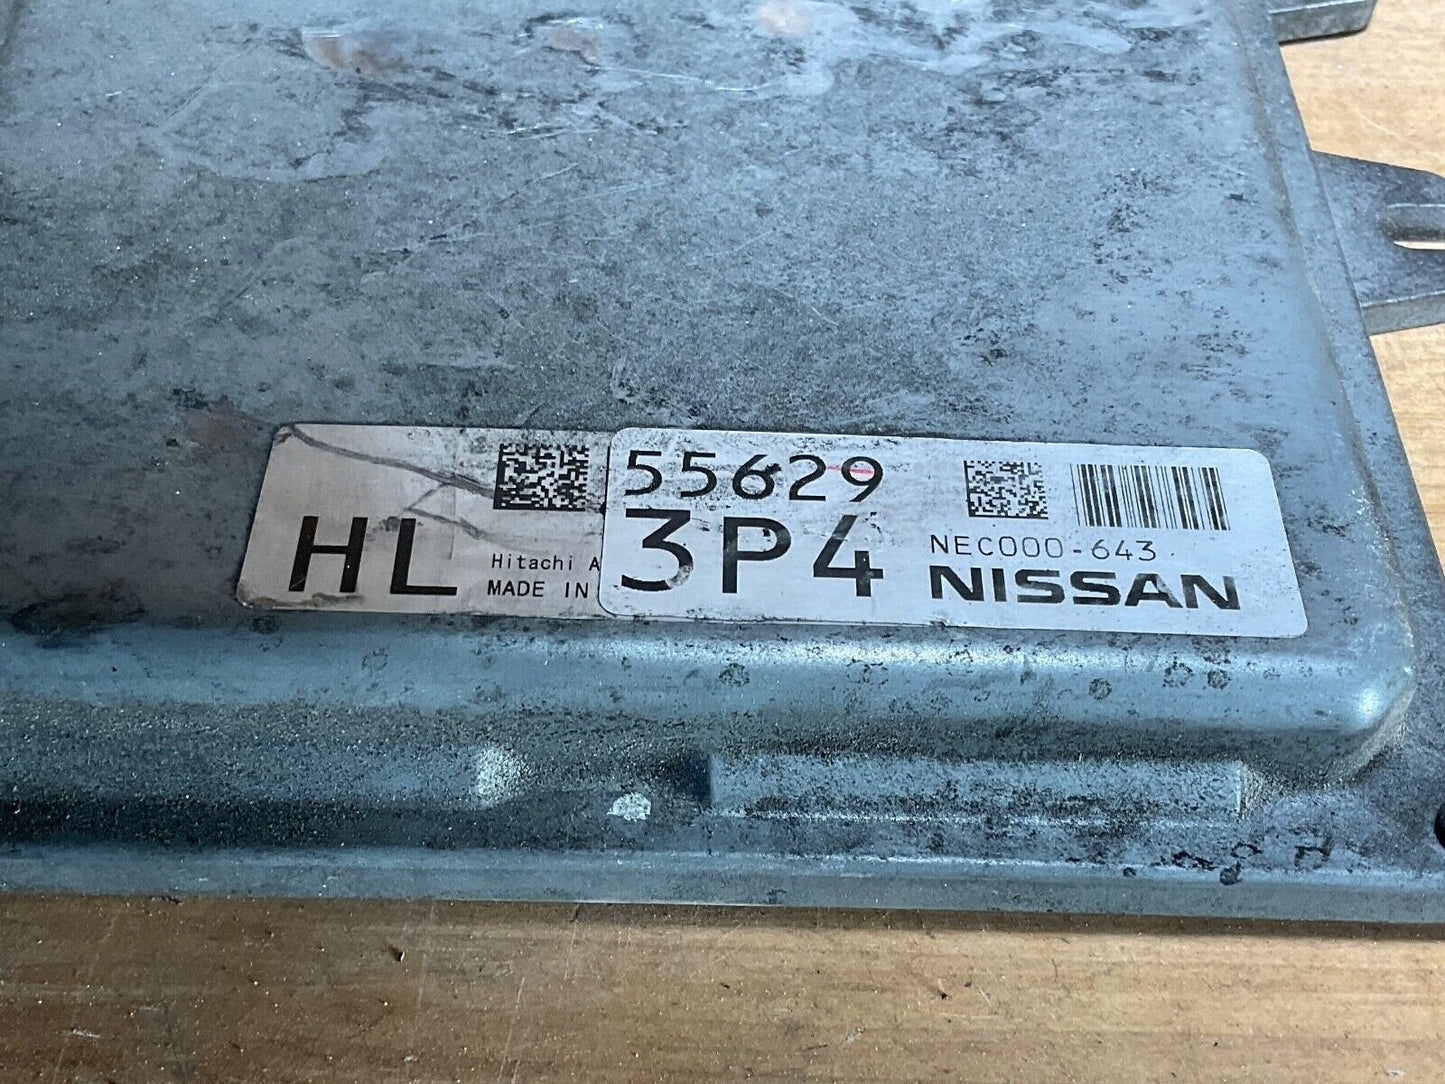 HL
Hitachi A
MADE IN
55629
3P4
NEC000-643
NISSAN